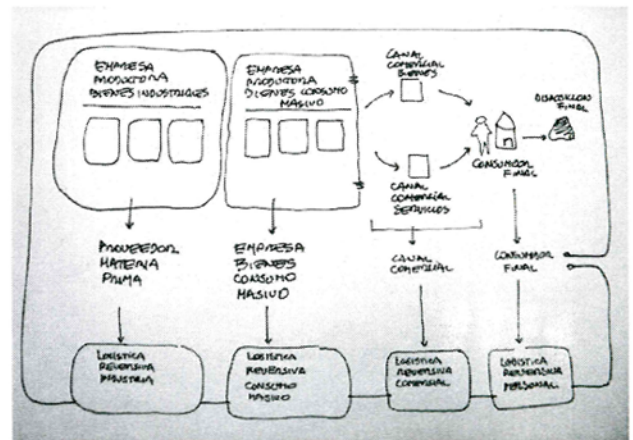 EMPRESA
PRODUCTORA
BIENES INDUSTRIALES
EMPRESA
PRODUCTORA
BIENES CONSUMO
MASIVO
CANAL
COMERCIAL
BIENES
DISPOSICION
FINAL
CONSUMIDOR
FINAL
CANAL
COMERCIAL
SERVICIOS
PROVEEDOR
MATERIA
PRIMA
EMPRESA
BIENES
CONSUMO
MASIVO
CANAL
COMERCIAL
CONSUMIDOR
FINAL
LOGISTICA
REVERSIVA
INDUSTRIA
LOGISTICA
REVERSIVA
CONSUMO
MASIVO
LOGISTICA
REVERSIVA
COMERCIAL
LOGISTICA
REVERSIVA
PERSONAL